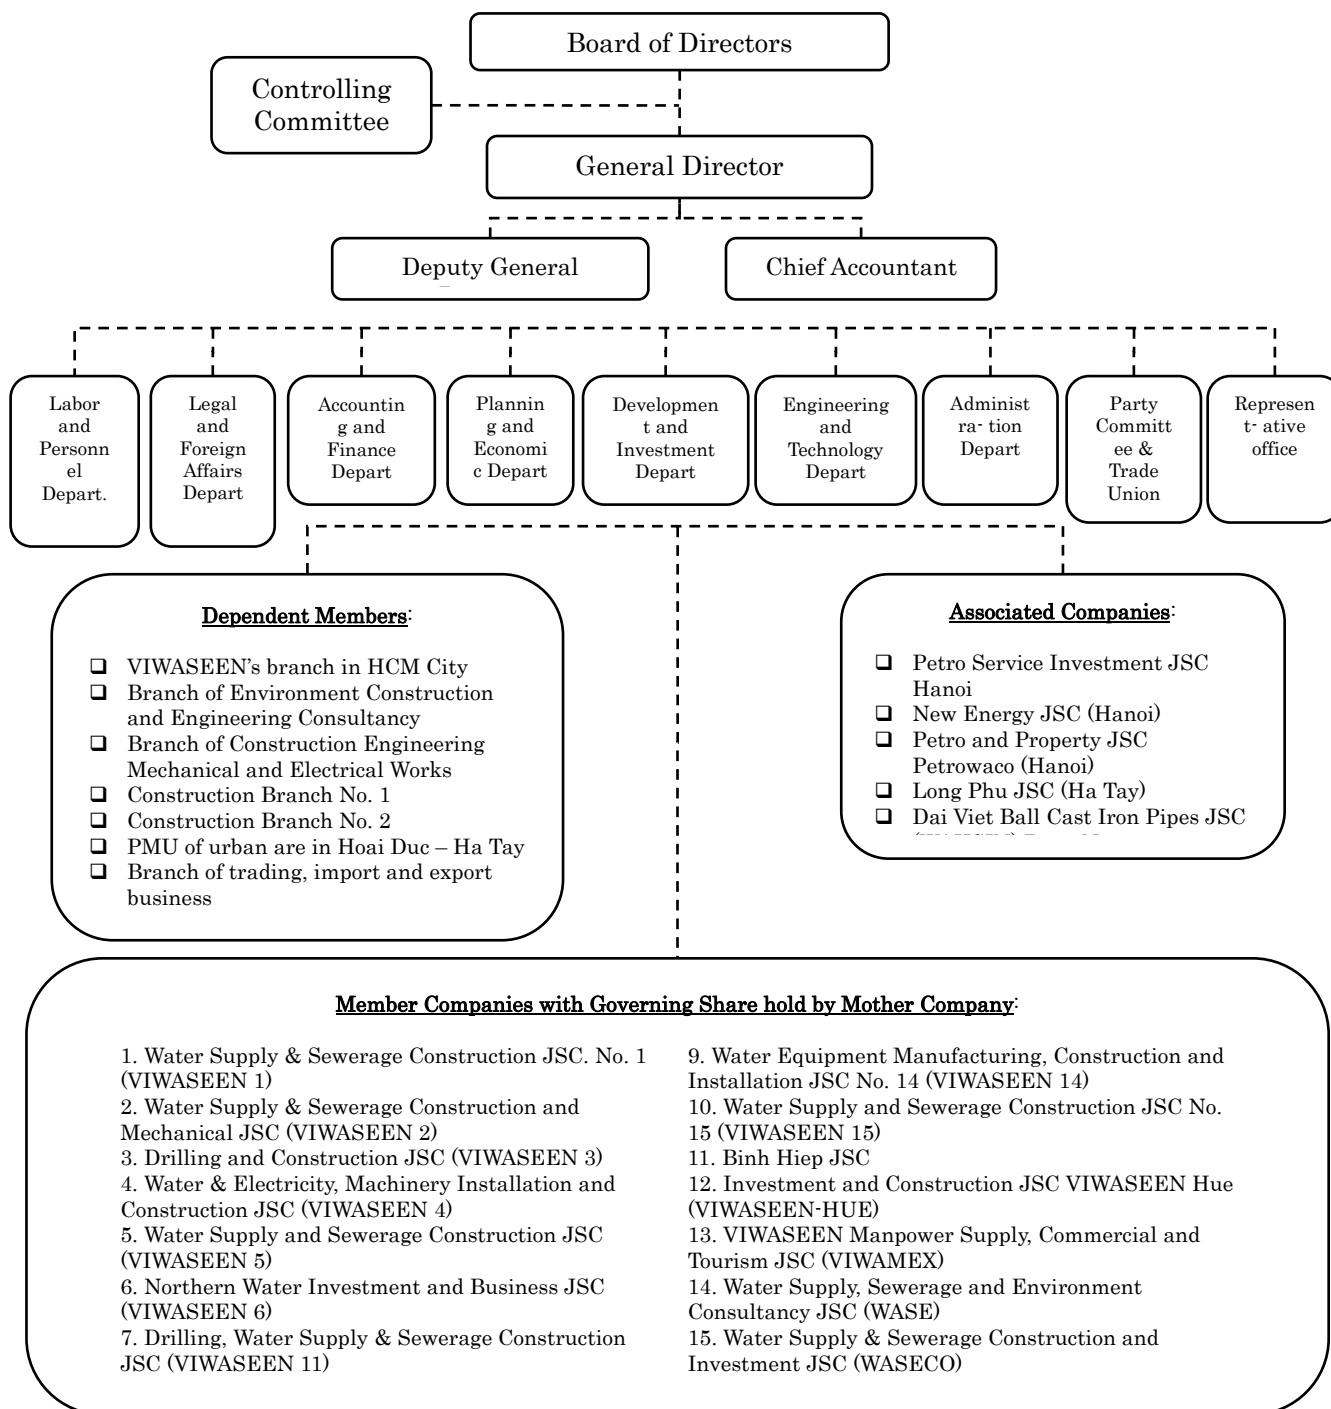 Board of Directors
Controlling
Committee
General Director
Deputy General
Chief Accountant
Labor
and
Personn
el
Depart.
Legal
and
Foreign
Affairs
Depart
Accountin
g and
Finance
Depart
Plannin
g and
Economi
c Depart
Developmen
t and
Investment
Depart
Engineering
and
Technology
Depart
Administ
ra- tion
Depart
Party
Committ
ee &
Trade
Union
Represen
t- ative
office
Dependent Members:
❑ VIWASEEN’s branch in HCM City
❑ Branch of Environment Construction
and Engineering Consultancy
❑ Branch of Construction Engineering
Mechanical and Electrical Works
❑ Construction Branch No. 1
❑ Construction Branch No. 2
❑ PMU of urban are in Hoai Duc – Ha Tay
❑ Branch of trading, import and export
business
Associated Companies:
❑ Petro Service Investment JSC
Hanoi
❑ New Energy JSC (Hanoi)
❑ Petro and Property JSC
Petrowaco (Hanoi)
❑ Long Phu JSC (Ha Tay)
❑ Dai Viet Ball Cast Iron Pipes JSC
Member Companies with Governing Share hold by Mother Company:
1. Water Supply & Sewerage Construction JSC. No. 1
(VIWASEEN 1)
2. Water Supply & Sewerage Construction and
Mechanical JSC (VIWASEEN 2)
3. Drilling and Construction JSC (VIWASEEN 3)
4. Water & Electricity, Machinery Installation and
Construction JSC (VIWASEEN 4)
5. Water Supply and Sewerage Construction JSC
(VIWASEEN 5)
6. Northern Water Investment and Business JSC
(VIWASEEN 6)
7. Drilling, Water Supply & Sewerage Construction
JSC (VIWASEEN 11)
9. Water Equipment Manufacturing, Construction and
Installation JSC No. 14 (VIWASEEN 14)
10. Water Supply and Sewerage Construction JSC No.
15 (VIWASEEN 15)
11. Binh Hiep JSC
12. Investment and Construction JSC VIWASEEN Hue
(VIWASEEN-HUE)
13. VIWASEEN Manpower Supply, Commercial and
Tourism JSC (VIWAMEX)
14. Water Supply, Sewerage and Environment
Consultancy JSC (WASE)
15. Water Supply & Sewerage Construction and
Investment JSC (WASECO)